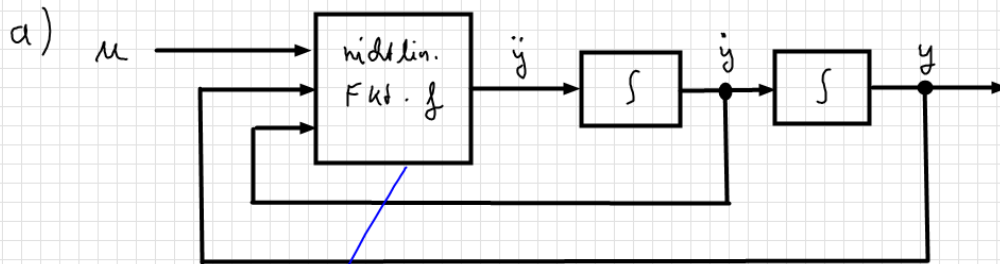 a)
u
nichtlin.
Fkt. f
ÿ
∫
ẏ
∫
y